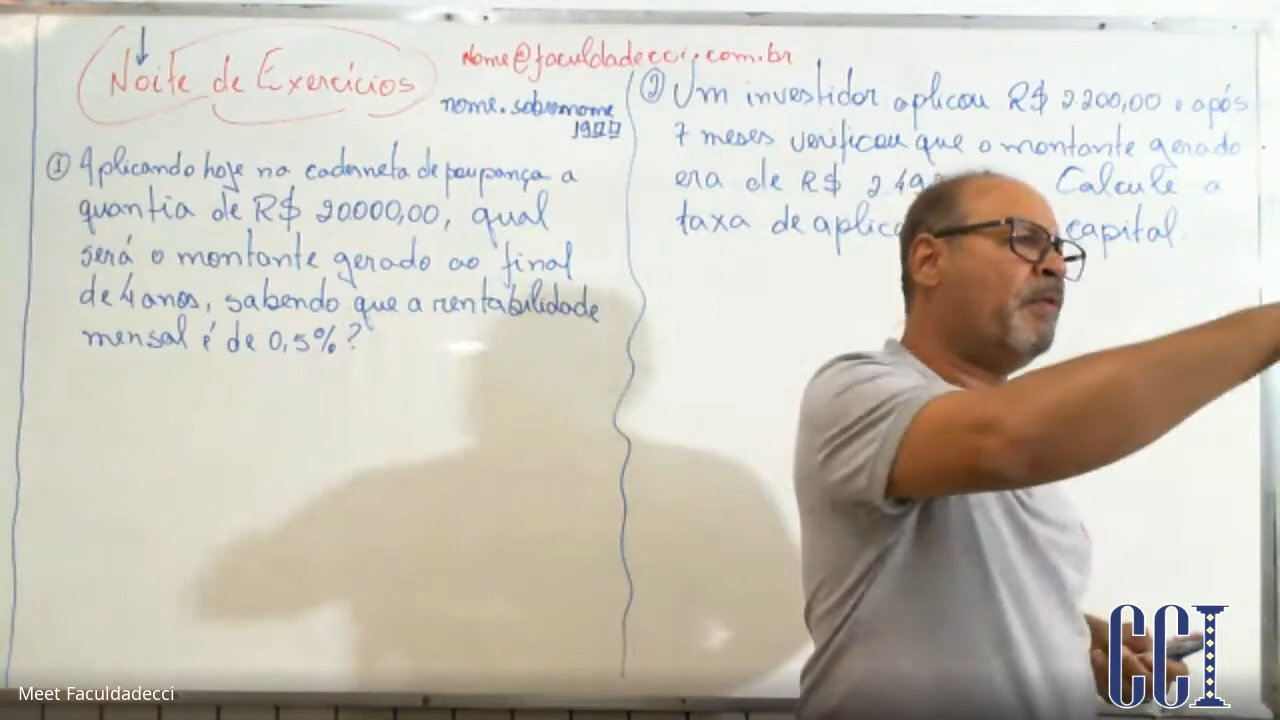 Noite de Exercícios
nome@faculdadecci.com.br
nome.sobrenome
① Aplicando hoje na caderneta de poupança a
quantia de R$ 20000,00, qual
será o montante gerado ao final
de 4 anos, sabendo que a rentabilidade
mensal é de 0,5%?
② Um investidor aplicou R$ 2.200,00 e após
7 meses verificou que o montante gerado
era de R$ Calcule a
taxa de capital.
Meet Faculdadecci
CCI